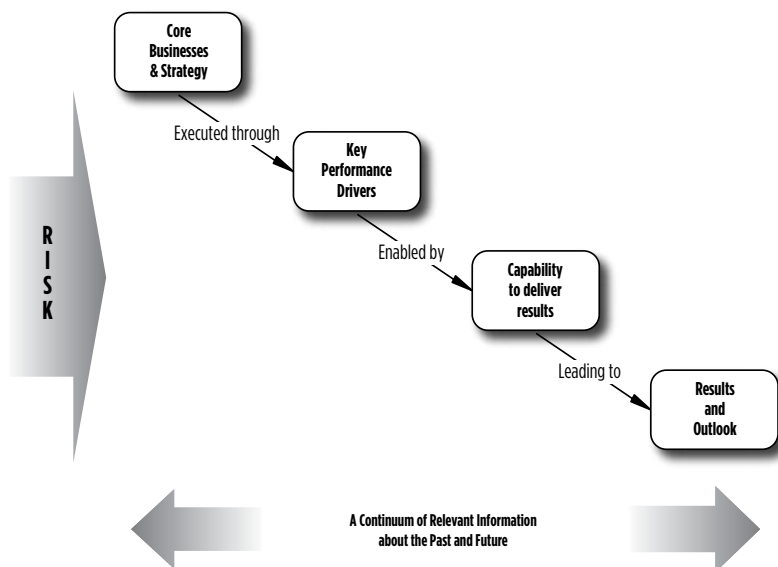 Core
Businesses
& Strategy
Executed through
Key
Performance
Drivers
R
I
S
K
Enabled by
Capability
to deliver
results
Leading to
Results
and
Outlook
A Continuum of Relevant Information
about the Past and Future